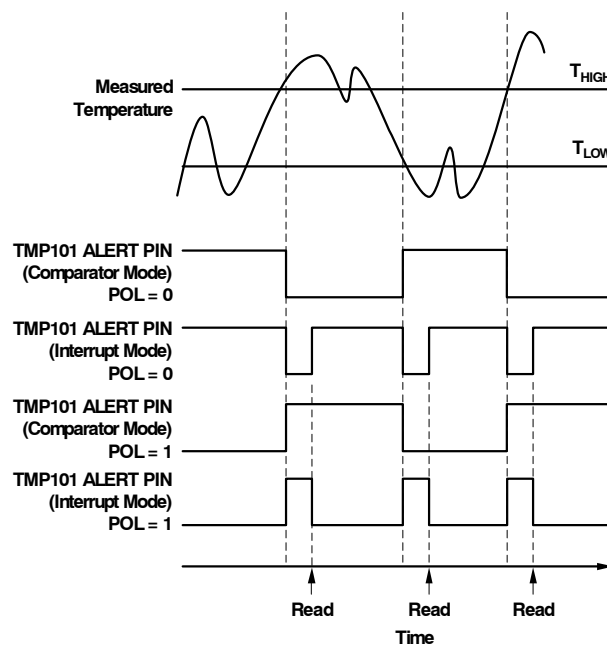 Measured
Temperature
THIGH
TLOW
TMP101 ALERT PIN
(Comparator Mode)
POL = 0
TMP101 ALERT PIN
(Interrupt Mode)
POL = 0
TMP101 ALERT PIN
(Comparator Mode)
POL = 1
TMP101 ALERT PIN
(Interrupt Mode)
POL = 1
Read Read Read
Time